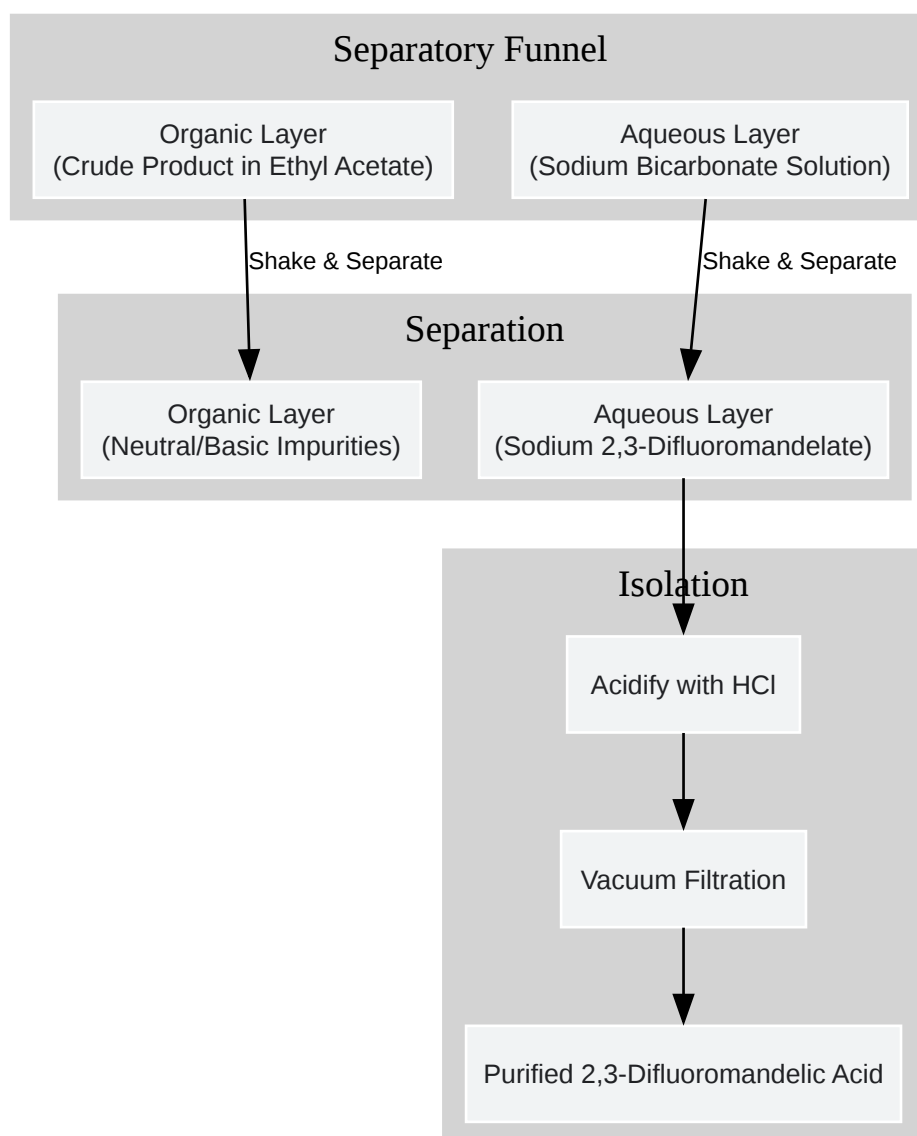 Separatory Funnel
Organic Layer
(Crude Product in Ethyl Acetate)
Aqueous Layer
(Sodium Bicarbonate Solution)
Shake & Separate
Shake & Separate
Separation
Organic Layer
(Neutral/Basic Impurities)
Aqueous Layer
(Sodium 2,3-Difluoromandelate)
Isolation
Acidify with HCl
Vacuum Filtration
Purified 2,3-Difluoromandelic Acid